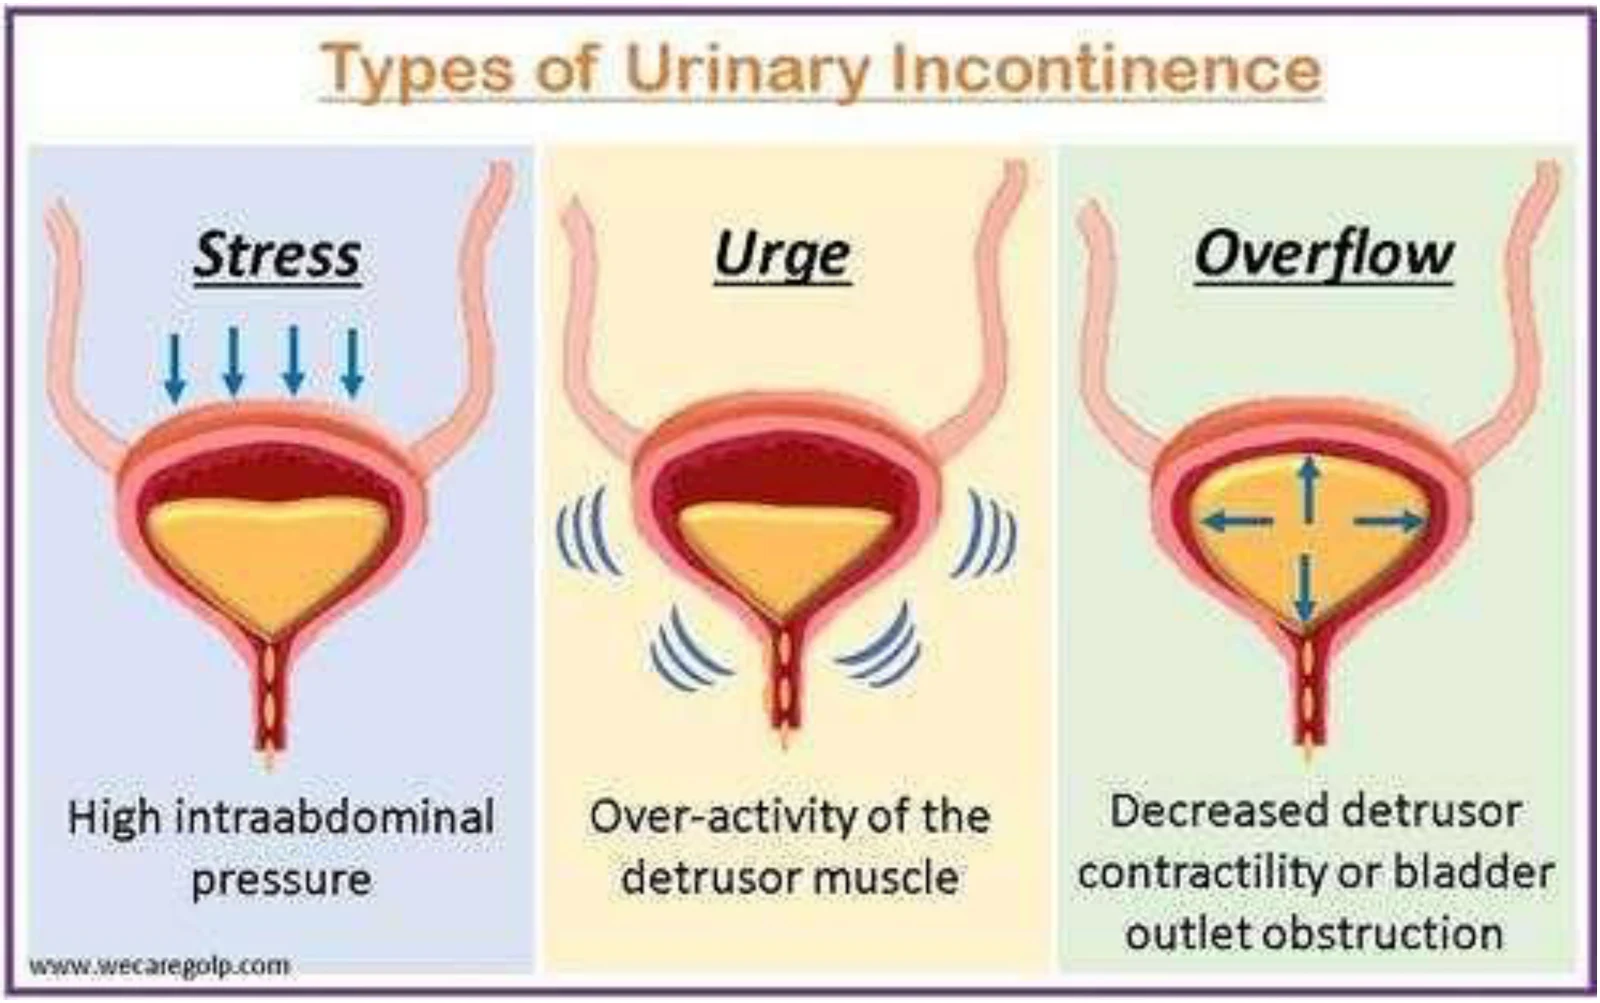 Types of Urinary Incontinence
Stress
Urge
Overflow
High intraabdominal
pressure
Over-activity of the
detrusor muscle
Decreased detrusor
contractility or bladder
outlet obstruction
www.wecaregolp.com